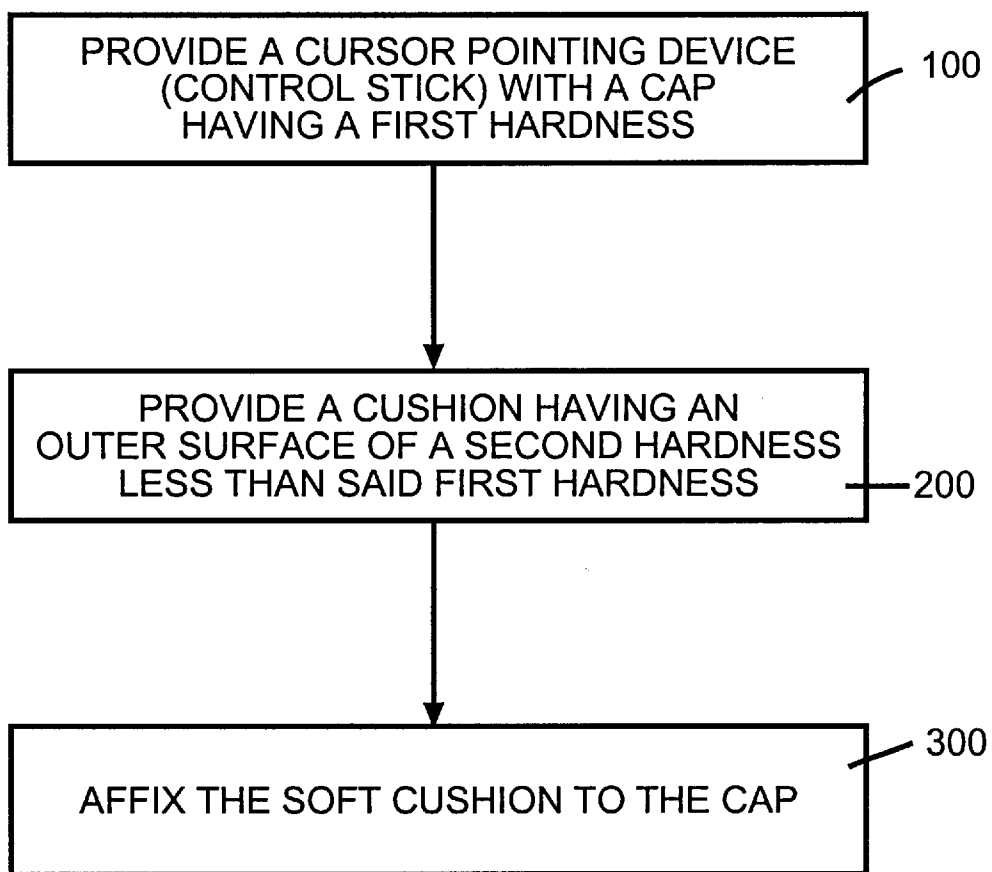 PROVIDE A CURSOR POINTING DEVICE
(CONTROL STICK) WITH A CAP
HAVING A FIRST HARDNESS
100
PROVIDE A CUSHION HAVING AN
OUTER SURFACE OF A SECOND HARDNESS
LESS THAN SAID FIRST HARDNESS
200
AFFIX THE SOFT CUSHION TO THE CAP
300